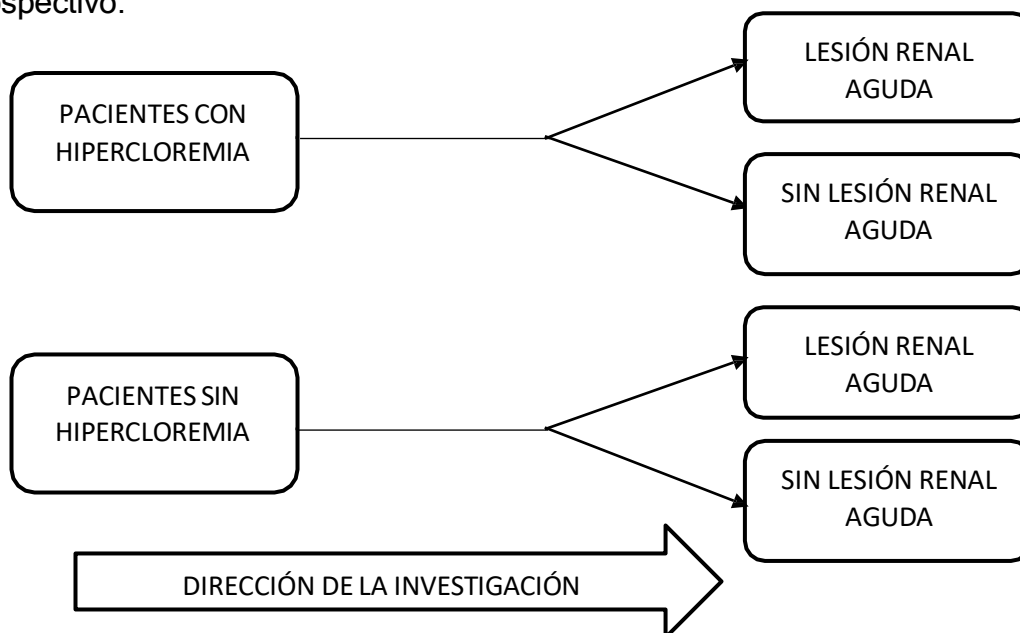 ospectivo.
LESIÓN RENAL
AGUDA
PACIENTES CON
HIPERCLOREMIA
SIN LESIÓN RENAL
AGUDA
LESIÓN RENAL
AGUDA
PACIENTES SIN
HIPERCLOREMIA
SIN LESIÓN RENAL
AGUDA
DIRECCIÓN DE LA INVESTIGACIÓN